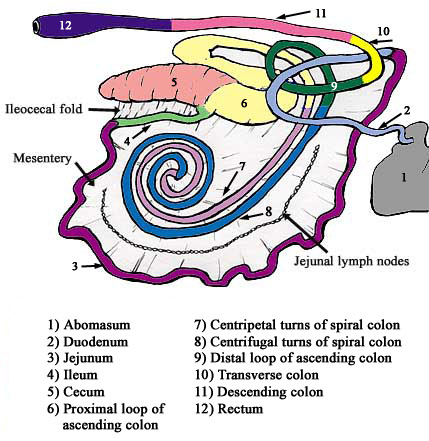 12
11
10
5
Ileocecal fold
6
9
4
2
Mesentery
7
1
8
3
Jejunal lymph nodes
1) Abomasum
2) Duodenum
3) Jejunum
4) Ileum
5) Cecum
6) Proximal loop of
ascending colon
7) Centripetal turns of spiral colon
8) Centrifugal turns of spiral colon
9) Distal loop of ascending colon
10) Transverse colon
11) Descending colon
12) Rectum